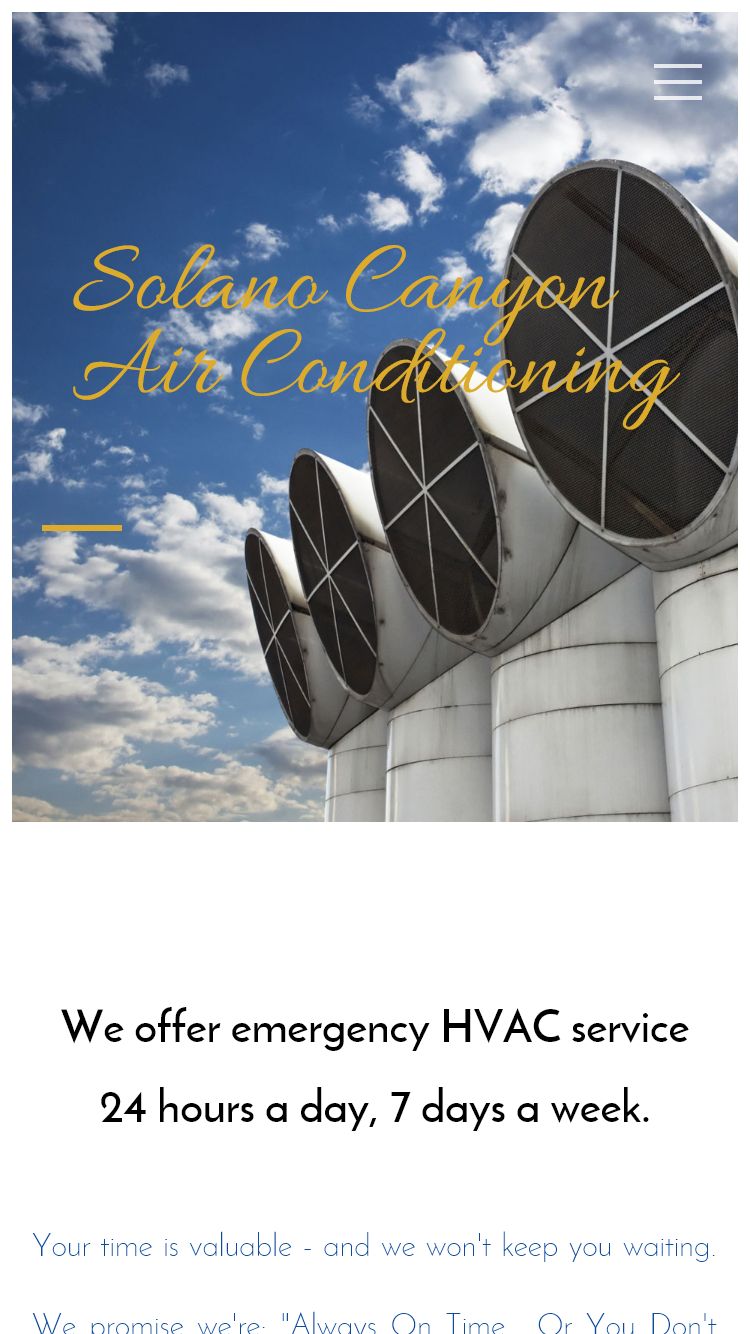 Solano Canyon
Air Conditioning
We offer emergency HVAC service
24 hours a day, 7 days a week.
Your time is valuable - and we won't keep you waiting.
We promise we're: "Always On Time... Or You Don't